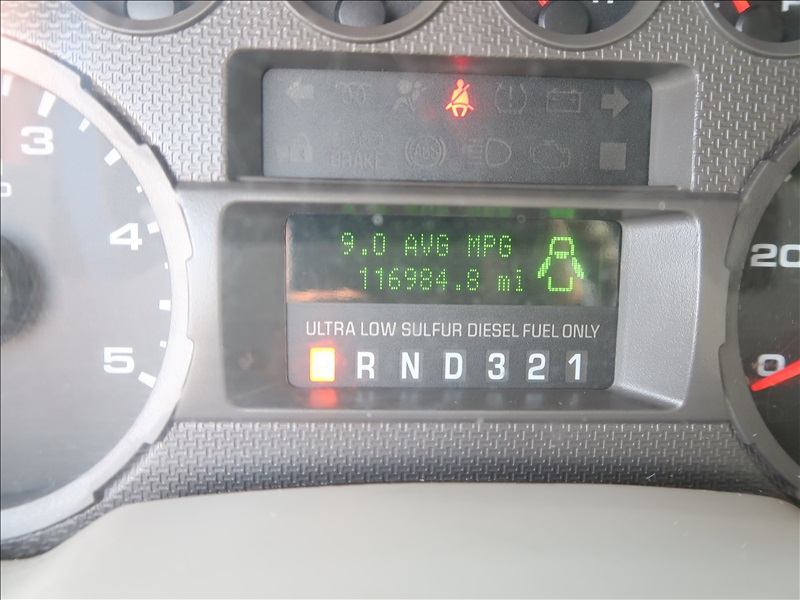 3
4
5
BRAKE
ABS
9.0 AVG MPG
116984.8 mi
ULTRA LOW SULFUR DIESEL FUEL ONLY
R N D 3 2 1
20
0